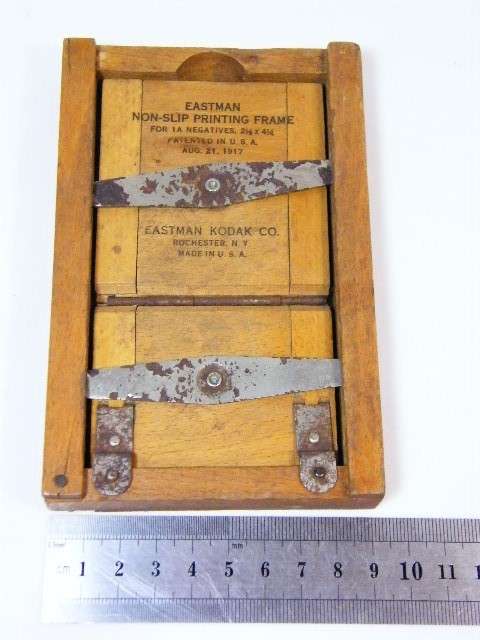 EASTMAN
NON-SLIP PRINTING FRAME
FOR 1A NEGATIVES, 2½ x 4¼
PATENTED IN U.S.A.
AUG. 21, 1917
EASTMAN KODAK CO.
ROCHESTER, N.Y.
MADE IN U.S.A.
mm
cm 1 2 3 4 5 6 7 8 9 10 11